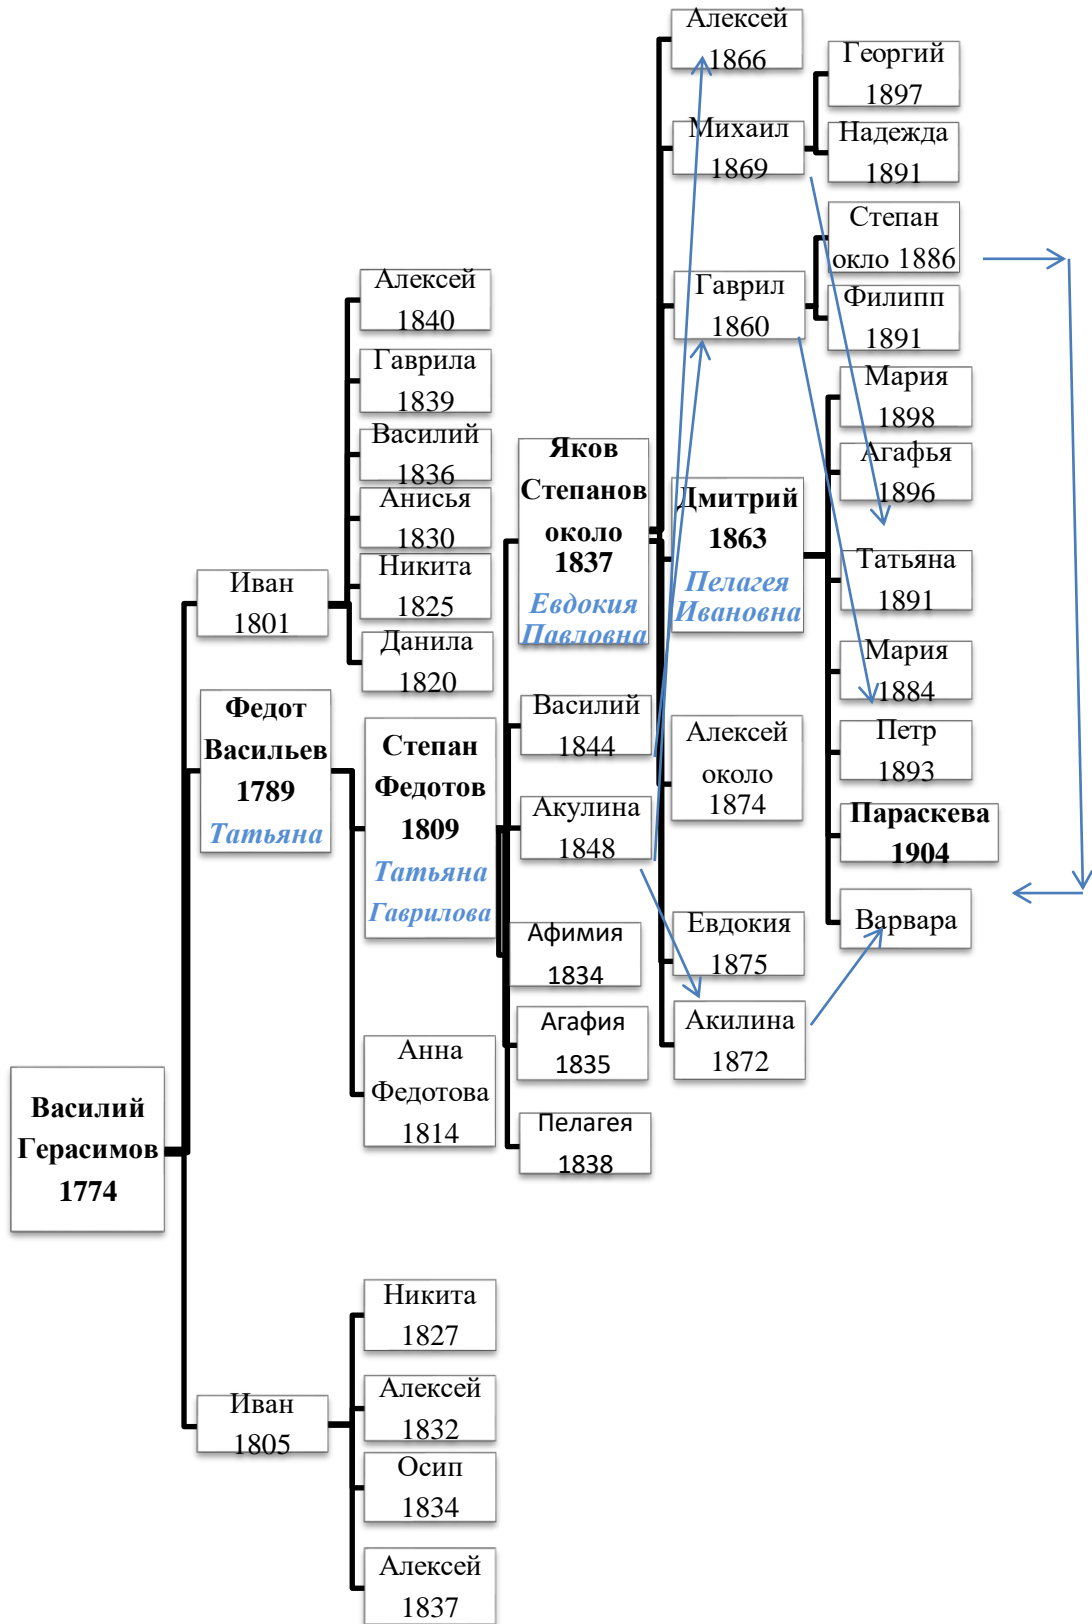 Василий
Герасимов
1774
Иван
1801
Федот
Васильев
1789
Татьяна
Иван
1805
Алексей
1840
Гаврила
1839
Василий
1836
Анисья
1830
Никита
1825
Данила
1820
Степан
Федотов
1809
Татьяна
Гаврилова
Анна
Федотова
1814
Никита
1827
Алексей
1832
Осип
1834
Алексей
1837
Яков
Степанов
около
1837
Евдокия
Павловна
Василий
1844
Акулина
1848
Афимия
1834
Агафия
1835
Пелагея
1838
Алексей
1866
Михаил
1869
Гаврил
1860
Дмитрий
1863
Пелагея
Ивановна
Алексей
около
1874
Евдокия
1875
Акилина
1872
Георгий
1897
Надежда
1891
Степан
окло 1886
Филипп
1891
Мария
1898
Агафья
1896
Татьяна
1891
Мария
1884
Петр
1893
Параскева
1904
Варвара